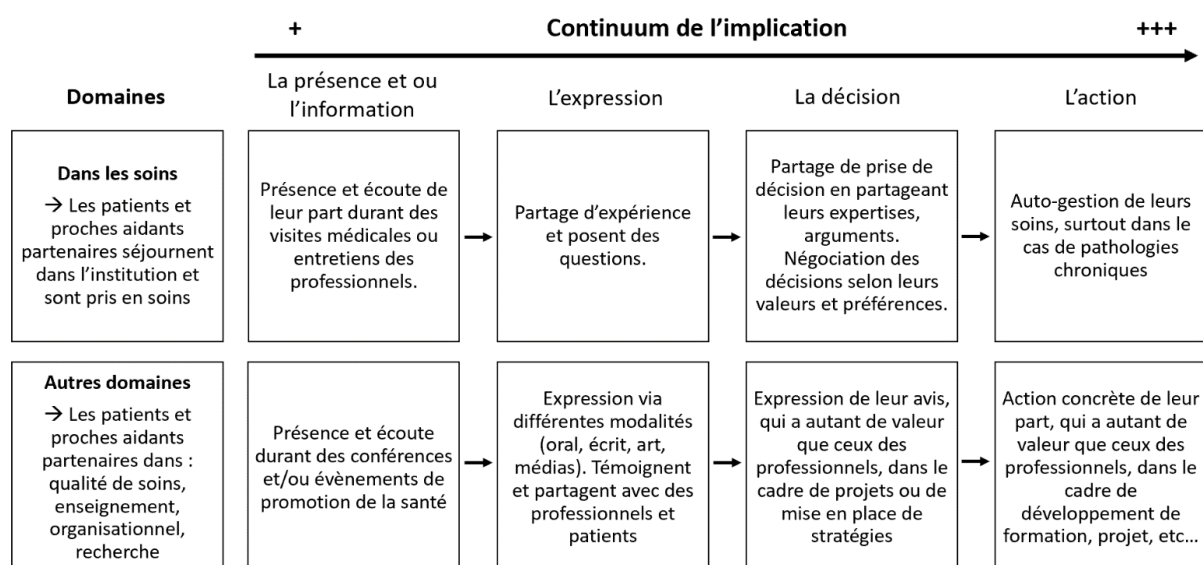 + Continuum de l’implication +++
Domaines
La présence et ou
l’information
L’expression
La décision
L’action
Dans les soins
→ Les patients et
proches aidants
partenaires séjournent
dans l’institution et
sont pris en soins
Présence et écoute de
leur part durant des
visites médicales ou
entretiens des
professionnels.
Partage d’expérience
et posent des
questions.
Partage de prise de
décision en partageant
leurs expertises,
arguments.
Négociation des
décisions selon leurs
valeurs et préférences.
Auto-gestion de leurs
soins, surtout dans le
cas de pathologies
chroniques
Autres domaines
→ Les patients et
proches aidants
partenaires dans :
qualité de soins,
enseignement,
organisationnel,
recherche
Présence et écoute
durant des conférences
et/ou évènements de
promotion de la santé
Expression via
différentes modalités
(oral, écrit, art,
médias). Témoignent
et partagent avec des
professionnels et
patients
Expression de leur avis,
qui a autant de valeur
que ceux des
professionnels, dans le
cadre de projets ou de
mise en place de
stratégies
Action concrète de leur
part, qui a autant de
valeur que ceux des
professionnels, dans le
cadre de
développement de
formation, projet, etc…